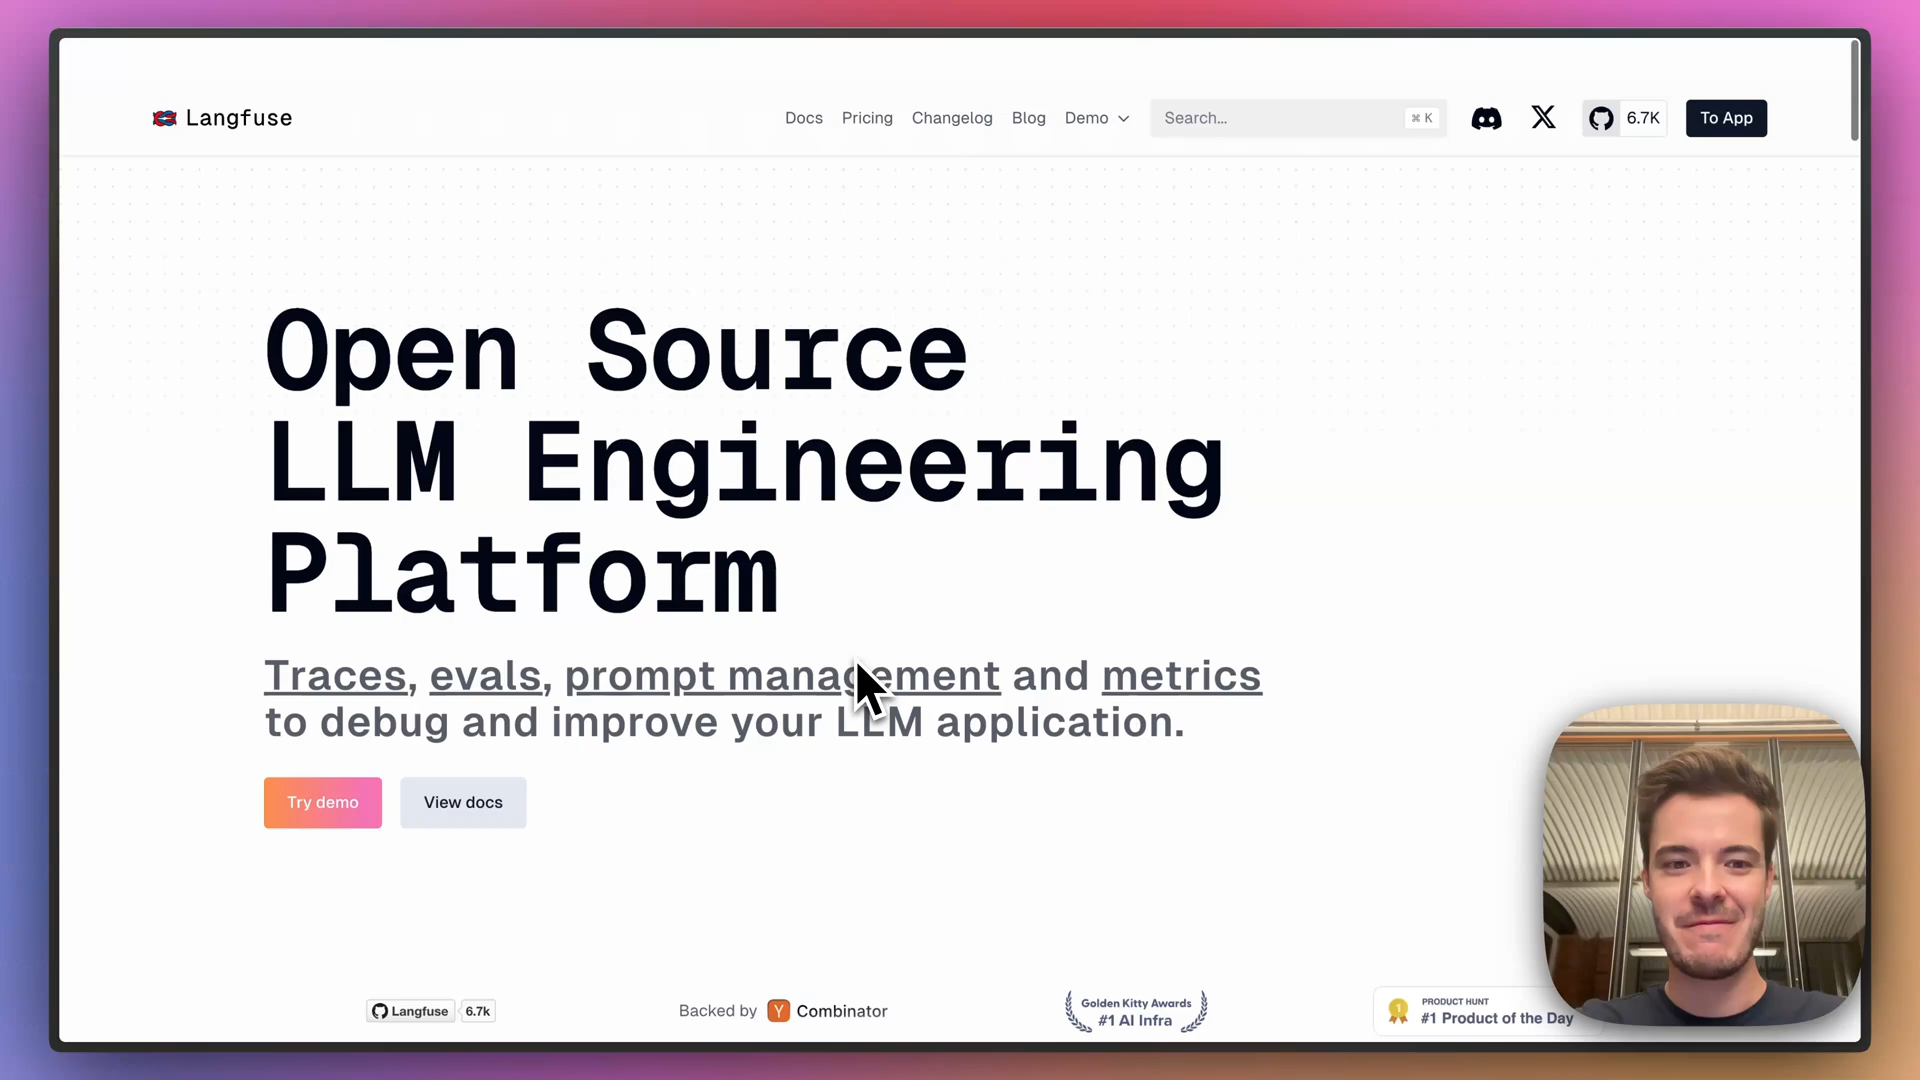 Langfuse
Docs Pricing Changelog Blog Demo Search... ⌘ K 6.7K To App
Open Source
LLM Engineering
Platform
Traces, evals, prompt management and metrics
to debug and improve your LLM application.
Try demo View docs
Langfuse 6.7k
Backed by Y Combinator
Golden Kitty Awards
#1 AI Infra
1
PRODUCT HUNT
#1 Product of the Day